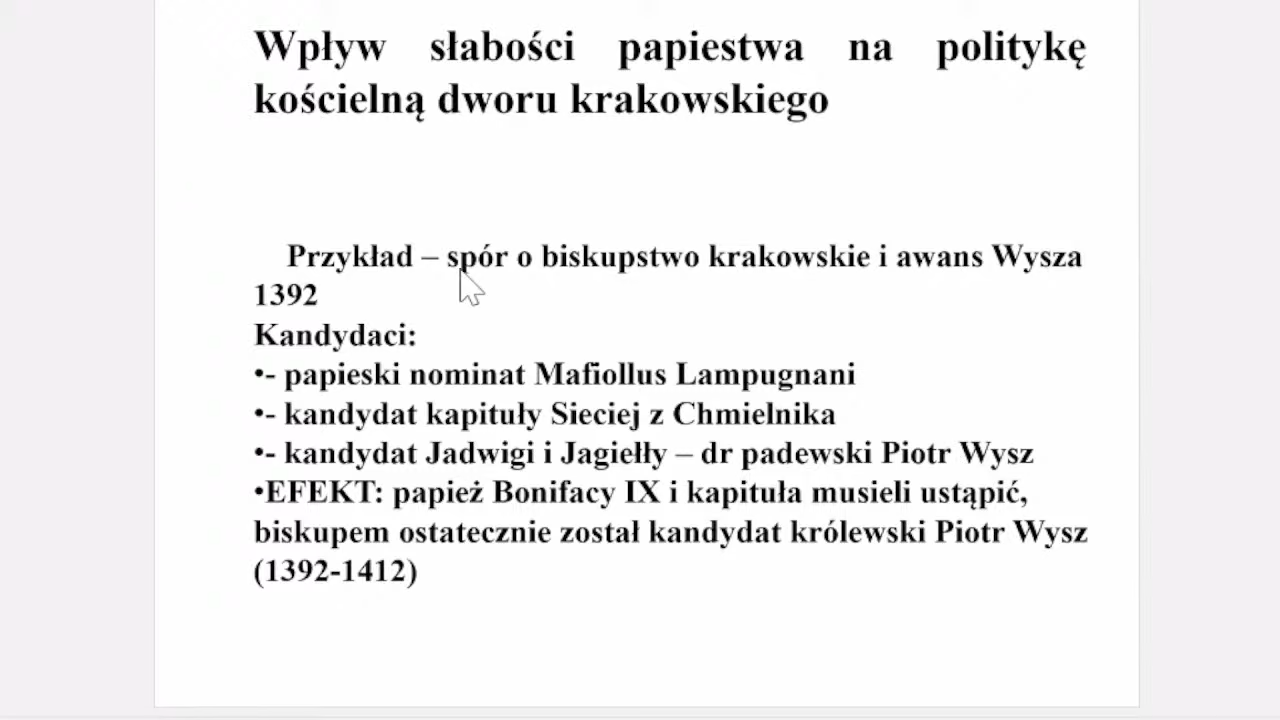 Wpływ słabości papiestwa na politykę
kościelną dworu krakowskiego
Przykład – spór o biskupstwo krakowskie i awans Wysza
1392
Kandydaci:
•- papieski nominat Mafiollus Lampugnani
•- kandydat kapituły Sieciej z Chmielnika
•- kandydat Jadwigi i Jagiełły – dr padewski Piotr Wysz
•EFEKT: papież Bonifacy IX i kapituła musieli ustąpić,
biskupem ostatecznie został kandydat królewski Piotr Wysz
(1392-1412)